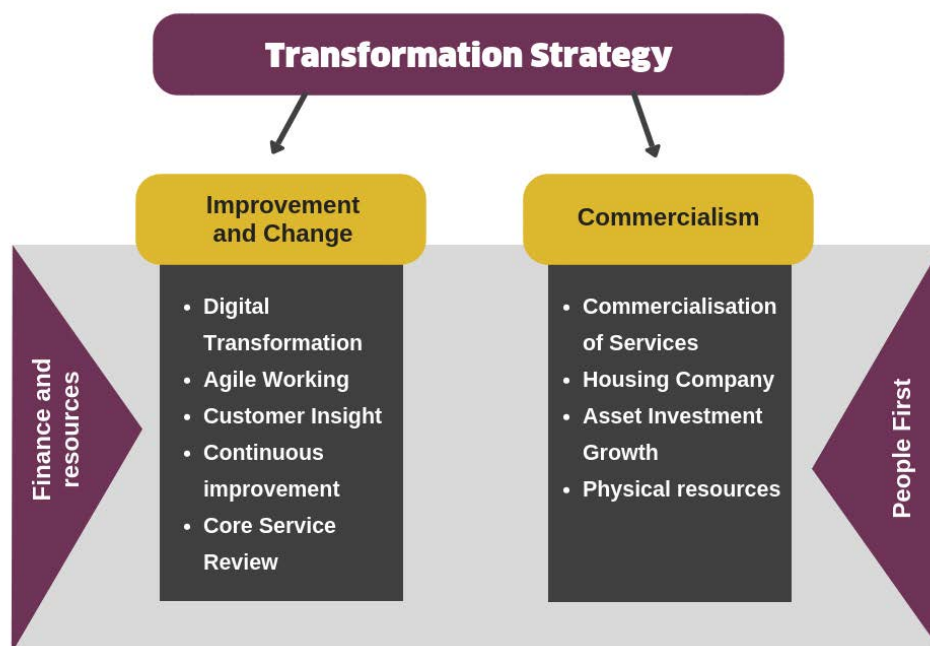 Transformation Strategy
Improvement
and Change
Commercialism
Finance and
resources
• Digital
Transformation
• Agile Working
• Customer Insight
• Continuous
improvement
• Core Service
Review
• Commercialisation
of Services
• Housing Company
• Asset Investment
Growth
• Physical resources
People First